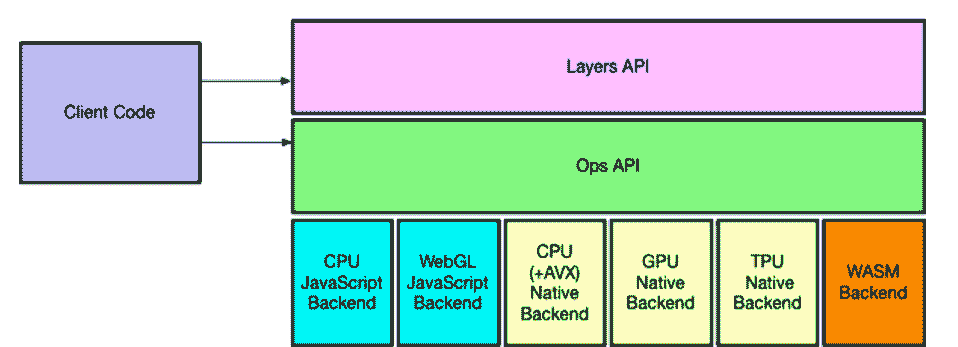 Client Code
Layers API
Ops API
CPU
JavaScript
Backend
WebGL
JavaScript
Backend
CPU
(+AVX)
Native
Backend
GPU
Native
Backend
TPU
Native
Backend
WASM
Backend